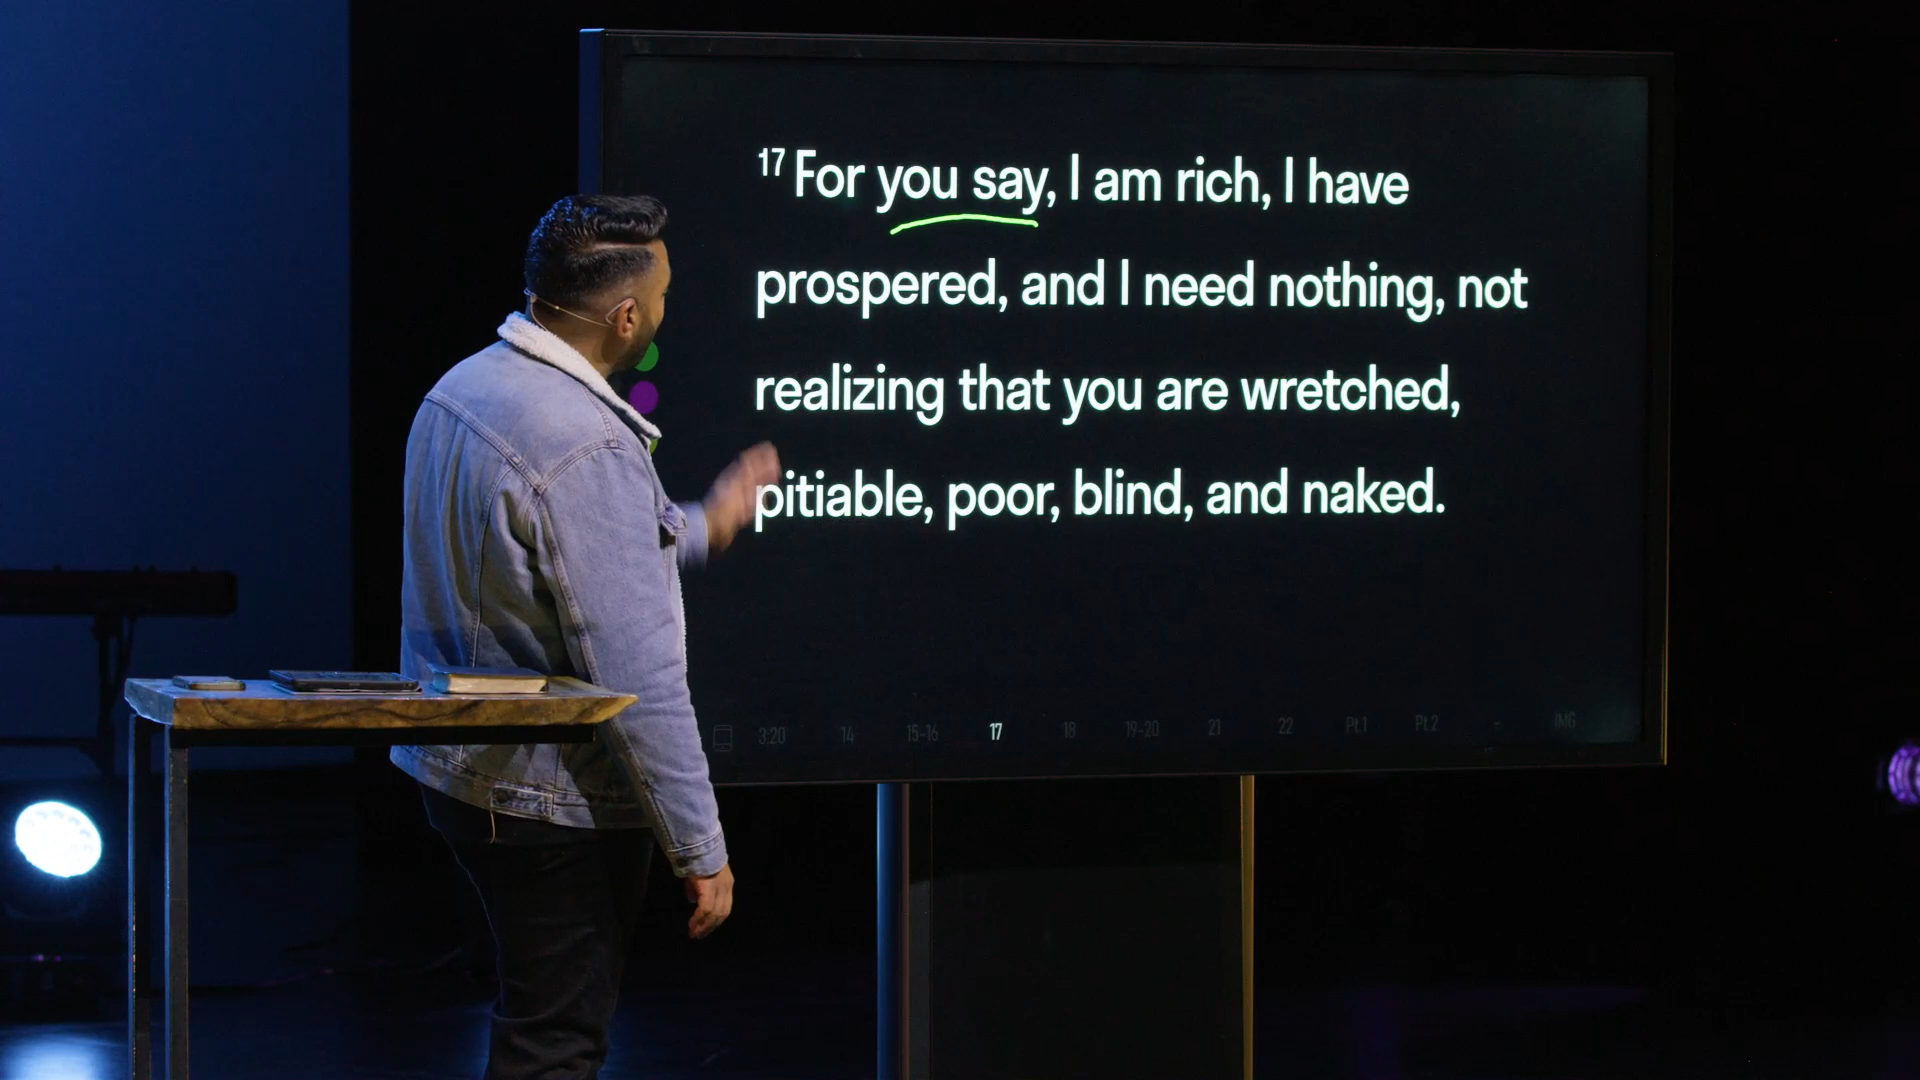 17 For you say, I am rich, I have
prospered, and I need nothing, not
realizing that you are wretched,
pitiable, poor, blind, and naked.
3:20 14 15-16 17 18 19-20 21 22 Pt.1 Pt.2 - IMG